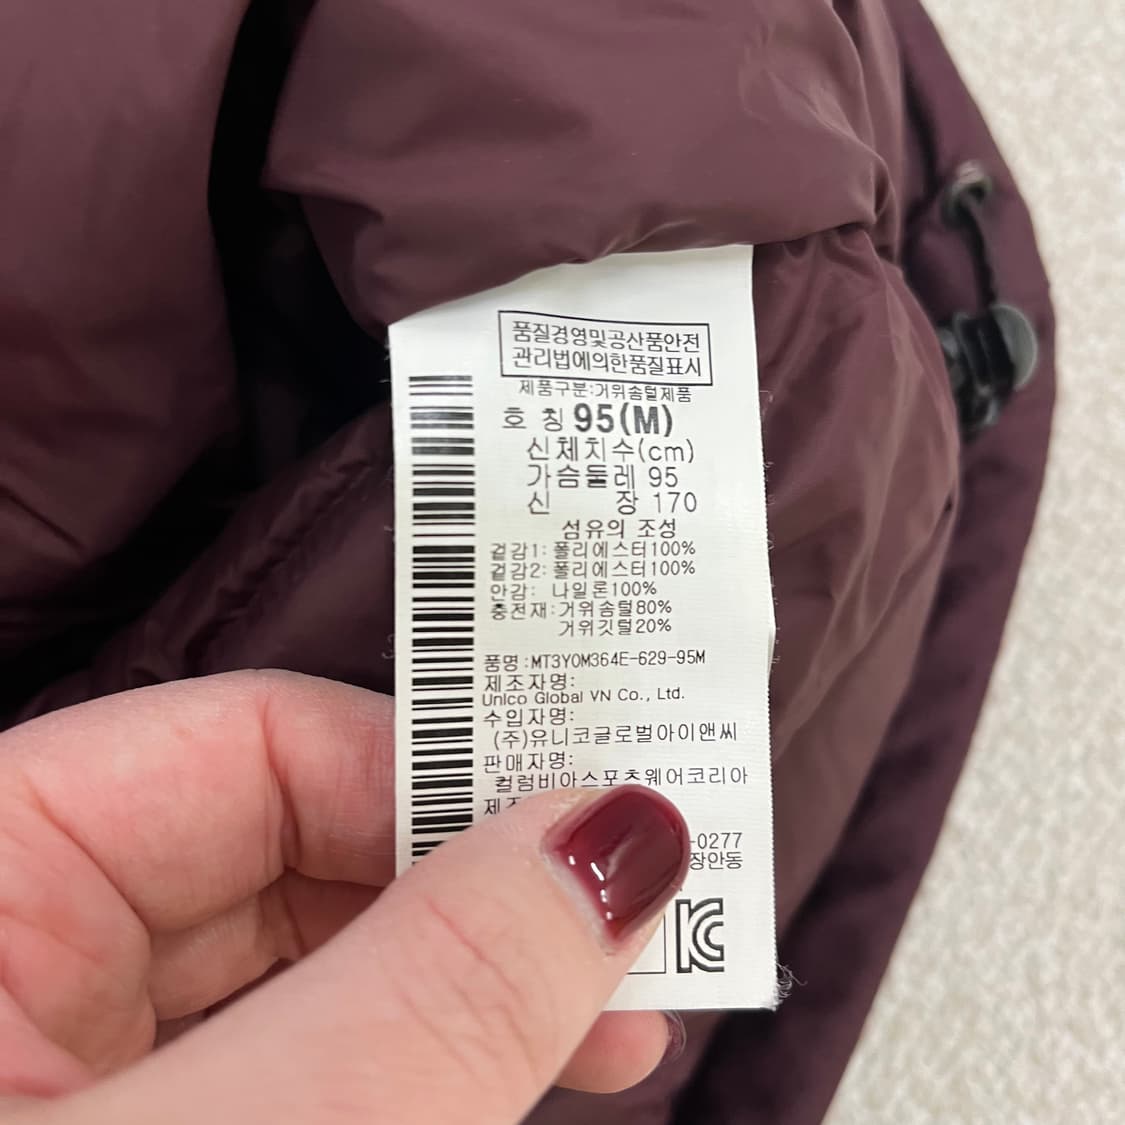 품질경영및공산품안전
관리법에의한품질표시
제품구분:거위솜털제품
호 칭 95(M)
신체치수(cm)
가슴둘레 95
신 장 170
섬유의 조성
겉감1: 폴리에스터100%
겉감2: 폴리에스터100%
안감: 나일론100%
충전재: 거위솜털80%
거위깃털20%
품명 :MT3YOM364E-629-95M
제조자명:
Unico Global VN Co., Ltd.
수입자명:
(주)유니코글로벌아이앤씨
판매자명:
컬럼비아스포츠웨어코리아
-0277
장안동